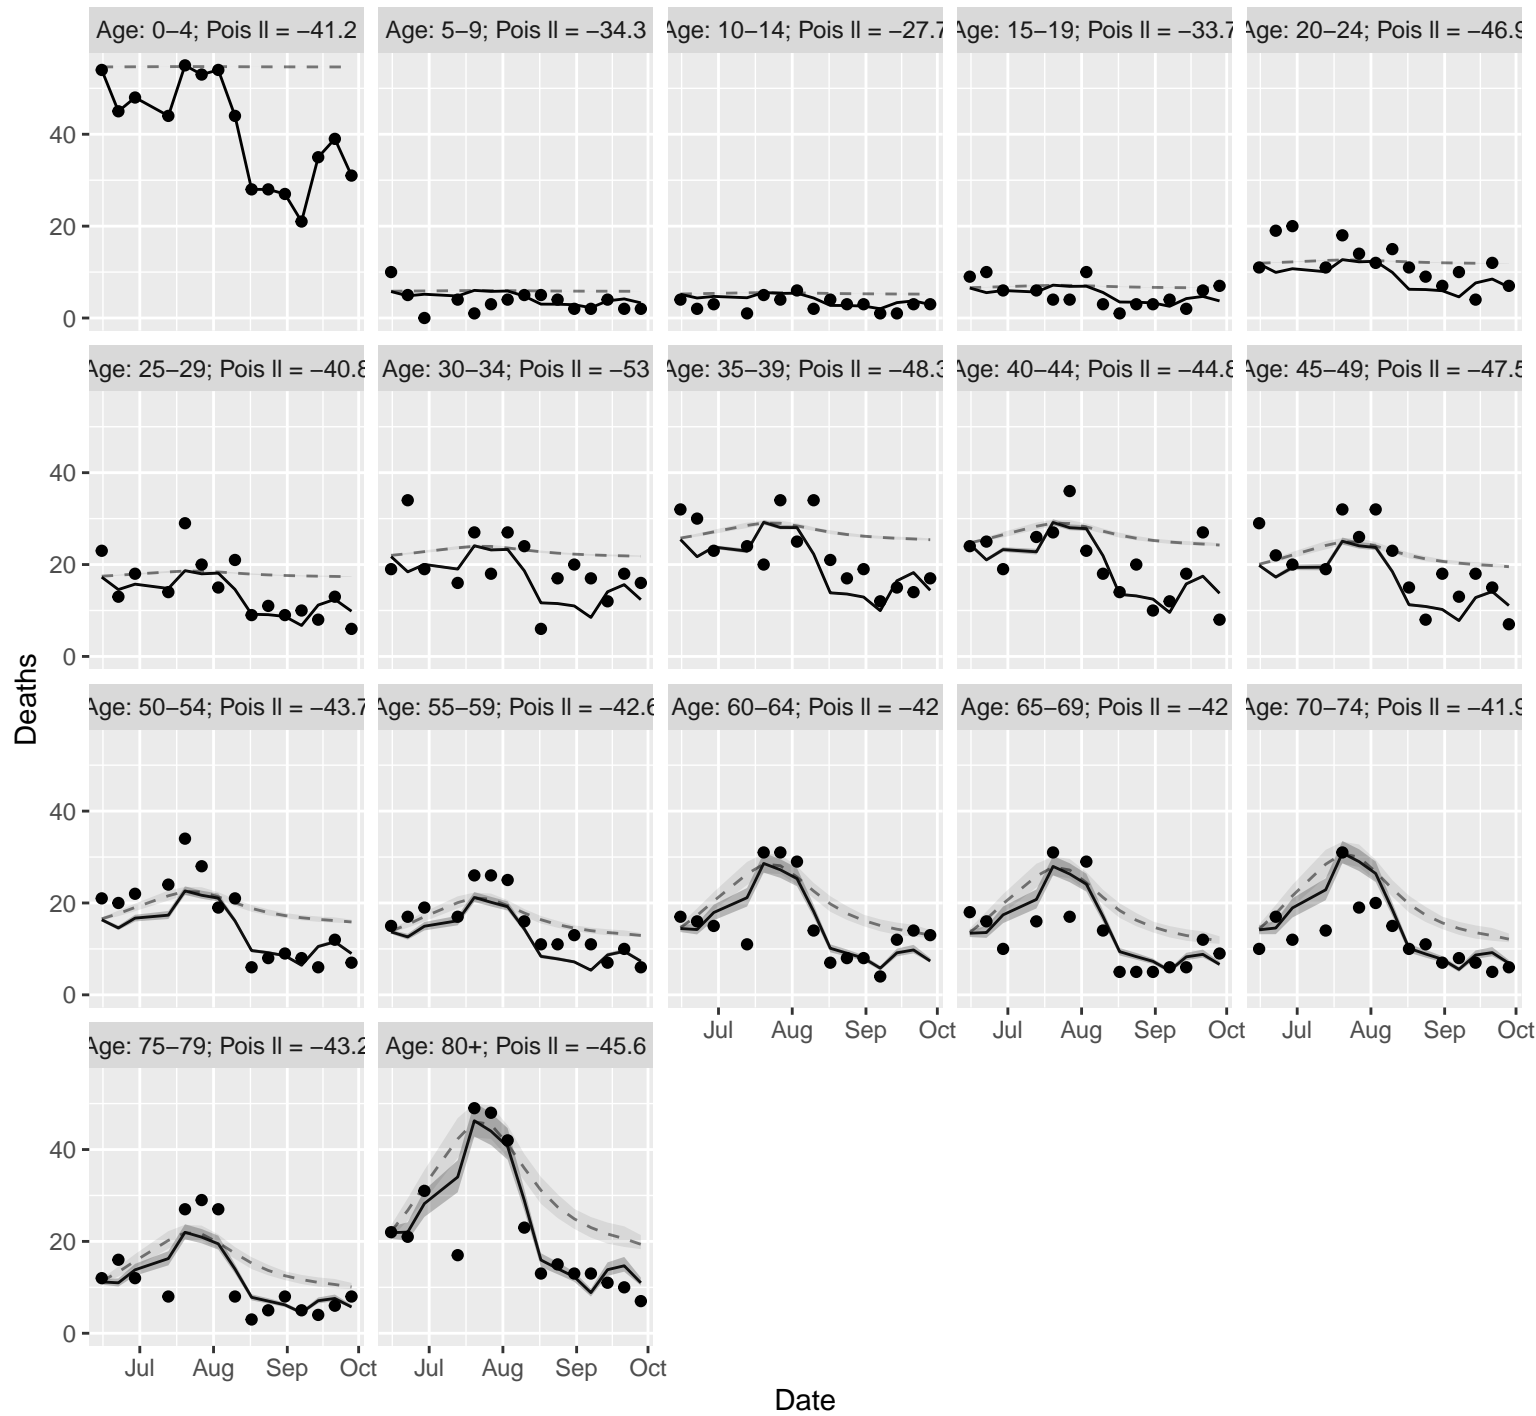 Age: 0−4; Pois ll = −41.2
Age: 5−9; Pois ll = −34.3
Age: 10−14; Pois ll = −27.7
Age: 15−19; Pois ll = −33.7
Age: 20−24; Pois ll = −46.9
40
20
0
Age: 25−29; Pois ll = −40.8
Age: 30−34; Pois ll = −53
Age: 35−39; Pois ll = −48.3
Age: 40−44; Pois ll = −44.8
Age: 45−49; Pois ll = −47.5
40
20
0
Deaths
Age: 50−54; Pois ll = −43.7
Age: 55−59; Pois ll = −42.6
Age: 60−64; Pois ll = −42
Age: 65−69; Pois ll = −42
Age: 70−74; Pois ll = −41.9
40
20
0
Jul Aug Sep Oct
Jul Aug Sep Oct
Jul Aug Sep Oct
Age: 75−79; Pois ll = −43.2
Age: 80+; Pois ll = −45.6
40
20
0
Jul Aug Sep Oct
Jul Aug Sep Oct
Date